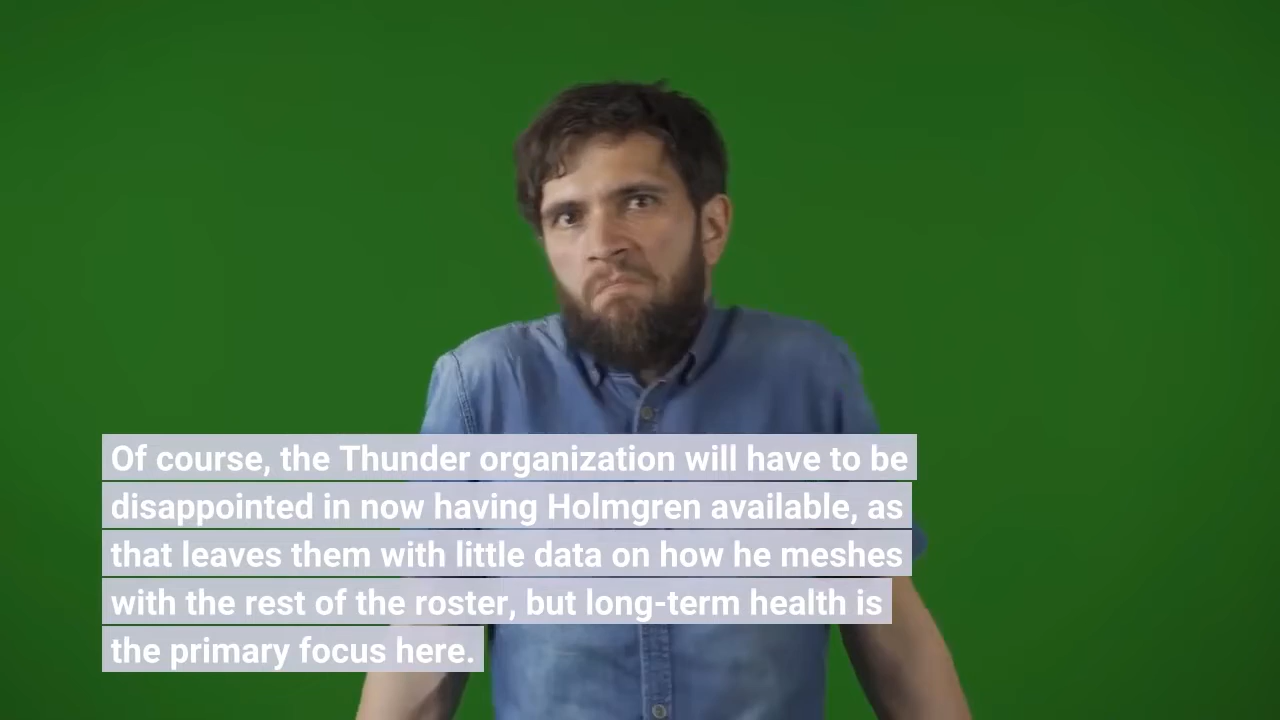 Of course, the Thunder organization will have to be
disappointed in now having Holmgren available, as
that leaves them with little data on how he meshes
with the rest of the roster, but long-term health is
the primary focus here.